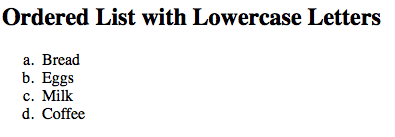 Ordered List with Lowercase Letters
a. Bread
b. Eggs
c. Milk
d. Coffee